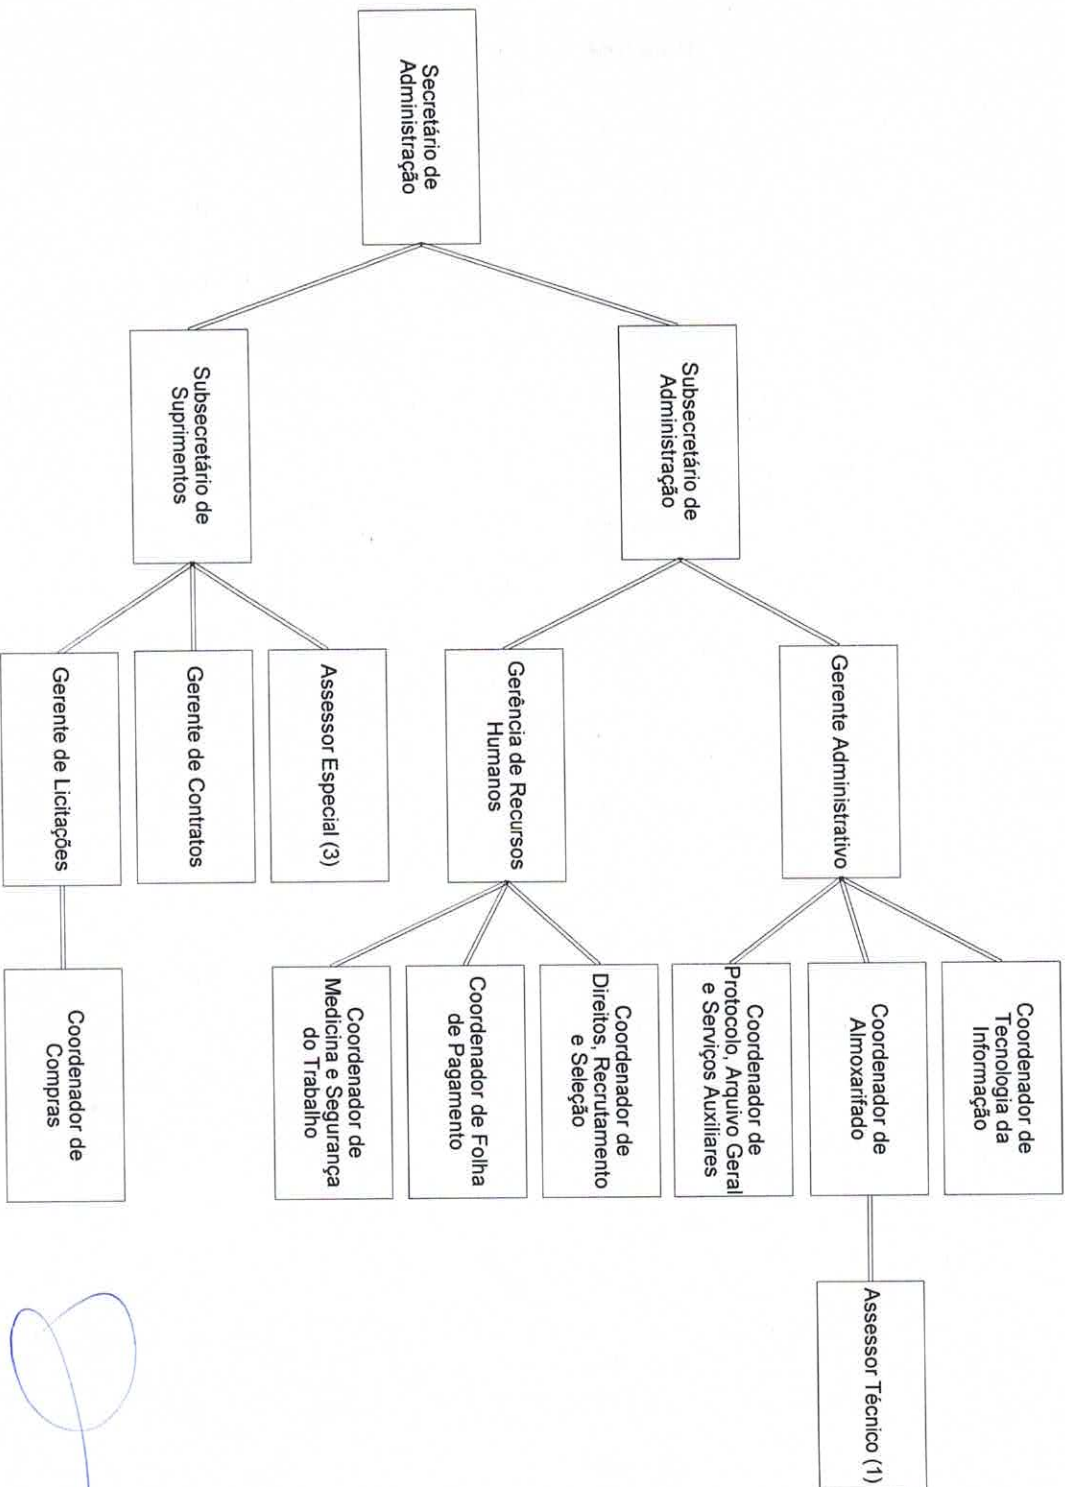 Secretário de
Administração
Subsecretário de
Administração
Subsecretário de
Suprimentos
Gerente Administrativo
Gerência de Recursos
Humanos
Assessor Especial (3)
Gerente de Contratos
Gerente de Licitações
Coordenador de
Tecnologia da
Informação
Coordenador de
Almoxarifado
Coordenador de
Protocolo, Arquivo Geral
e Serviços Auxiliares
Coordenador de
Direitos, Recrutamento
e Seleção
Coordenador de Folha
de Pagamento
Coordenador de
Medicina e Segurança
do Trabalho
Coordenador de
Compras
Assessor Técnico (1)